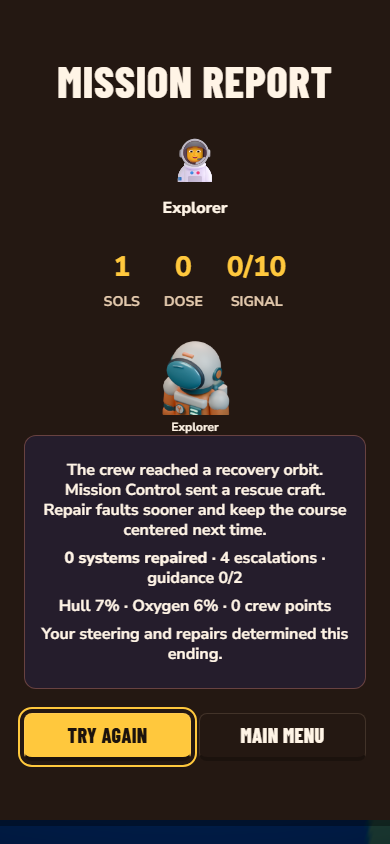 MISSION REPORT
Explorer
1 0 0/10
SOLS DOSE SIGNAL
Explorer
The crew reached a recovery orbit.
Mission Control sent a rescue craft.
Repair faults sooner and keep the course
centered next time.
0 systems repaired · 4 escalations ·
guidance 0/2
Hull 7% · Oxygen 6% · 0 crew points
Your steering and repairs determined this
ending.
TRY AGAIN MAIN MENU